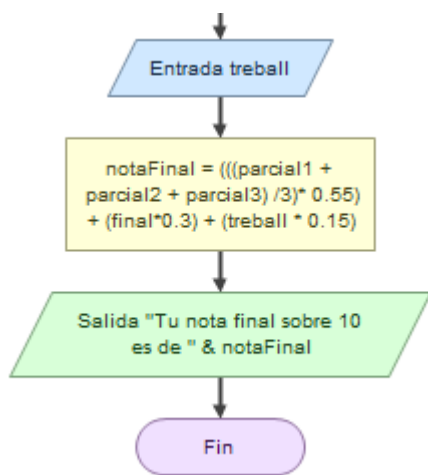 Entrada treball
notaFinal = (((parcial1 +
parcial2 + parcial3) /3)* 0.55)
+ (final*0.3) + (treball * 0.15)
Salida "Tu nota final sobre 10
es de " & notaFinal
Fin